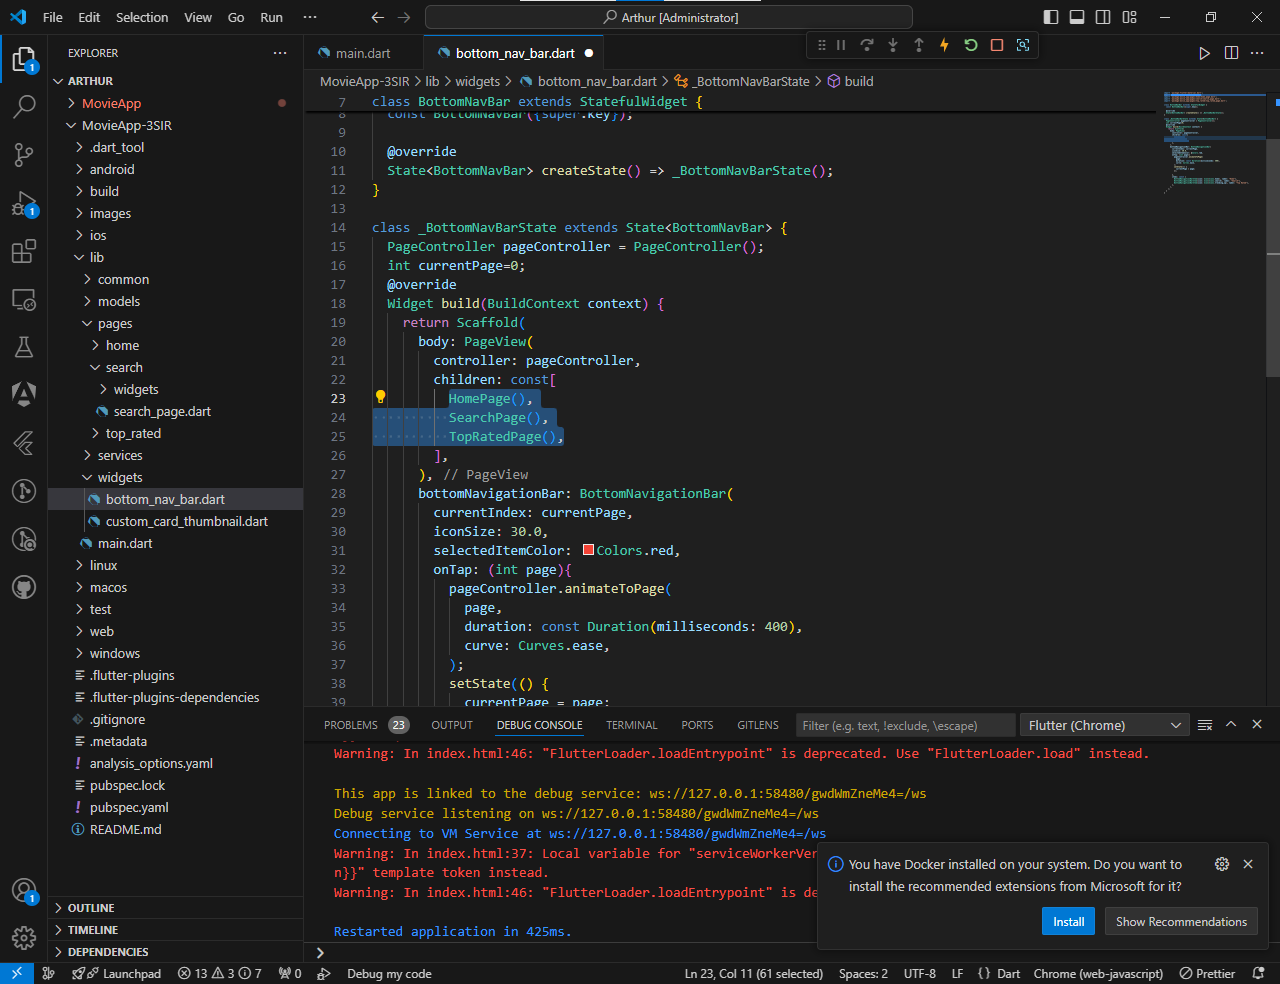 File Edit Selection View Go Run ··· Arthur [Administrator]
EXPLORER
ARTHUR
MovieApp
MovieApp-3SIR
.dart_tool
android
build
images
ios
lib
common
models
pages
home
search
widgets
search_page.dart
top_rated
services
widgets
bottom_nav_bar.dart
custom_card_thumbnail.dart
main.dart
linux
macos
test
web
windows
.flutter-plugins
.flutter-plugins-dependencies
.gitignore
.metadata
analysis_options.yaml
pubspec.lock
pubspec.yaml
README.md
OUTLINE
TIMELINE
DEPENDENCIES
1
1
1
main.dart bottom_nav_bar.dart
MovieApp-3SIR > lib > widgets > bottom_nav_bar.dart > _BottomNavBarState > build
7 class BottomNavBar extends StatefulWidget {
8 const BottomNavBar({super.key});
9
10 @override
11 State<BottomNavBar> createState() => _BottomNavBarState();
12 }
13
14 class _BottomNavBarState extends State<BottomNavBar> {
15 PageController pageController = PageController();
16 int currentPage=0;
17 @override
18 Widget build(BuildContext context) {
19 return Scaffold(
20 body: PageView(
21 controller: pageController,
22 children: const[
23 HomePage(),
24 SearchPage(),
25 TopRatedPage(),
26 ],
27 ), // PageView
28 bottomNavigationBar: BottomNavigationBar(
29 currentIndex: currentPage,
30 iconSize: 30.0,
31 selectedItemColor: Colors.red,
32 onTap: (int page){
33 pageController.animateToPage(
34 page,
35 duration: const Duration(milliseconds: 400),
36 curve: Curves.ease,
37 );
38 setState(() {
39 currentPage = page;
PROBLEMS 23 OUTPUT DEBUG CONSOLE TERMINAL PORTS GITLENS Filter (e.g. text, !exclude, \escape) Flutter (Chrome)
Warning: In index.html:46: "FlutterLoader.loadEntrypoint" is deprecated. Use "FlutterLoader.load" instead.
This app is linked to the debug service: ws://127.0.0.1:58480/gwdWmZneMe4=/ws
Debug service listening on ws://127.0.0.1:58480/gwdWmZneMe4=/ws
Connecting to VM Service at ws://127.0.0.1:58480/gwdWmZneMe4=/ws
Warning: In index.html:37: Local variable for "serviceWorkerVer
n}}" template token instead.
Warning: In index.html:46: "FlutterLoader.loadEntrypoint" is de
Restarted application in 425ms.
You have Docker installed on your system. Do you want to
install the recommended extensions from Microsoft for it?
Install Show Recommendations
Launchpad 13 3 7 0 Debug my code Ln 23, Col 11 (61 selected) Spaces: 2 UTF-8 LF {} Dart Chrome (web-javascript) Prettier